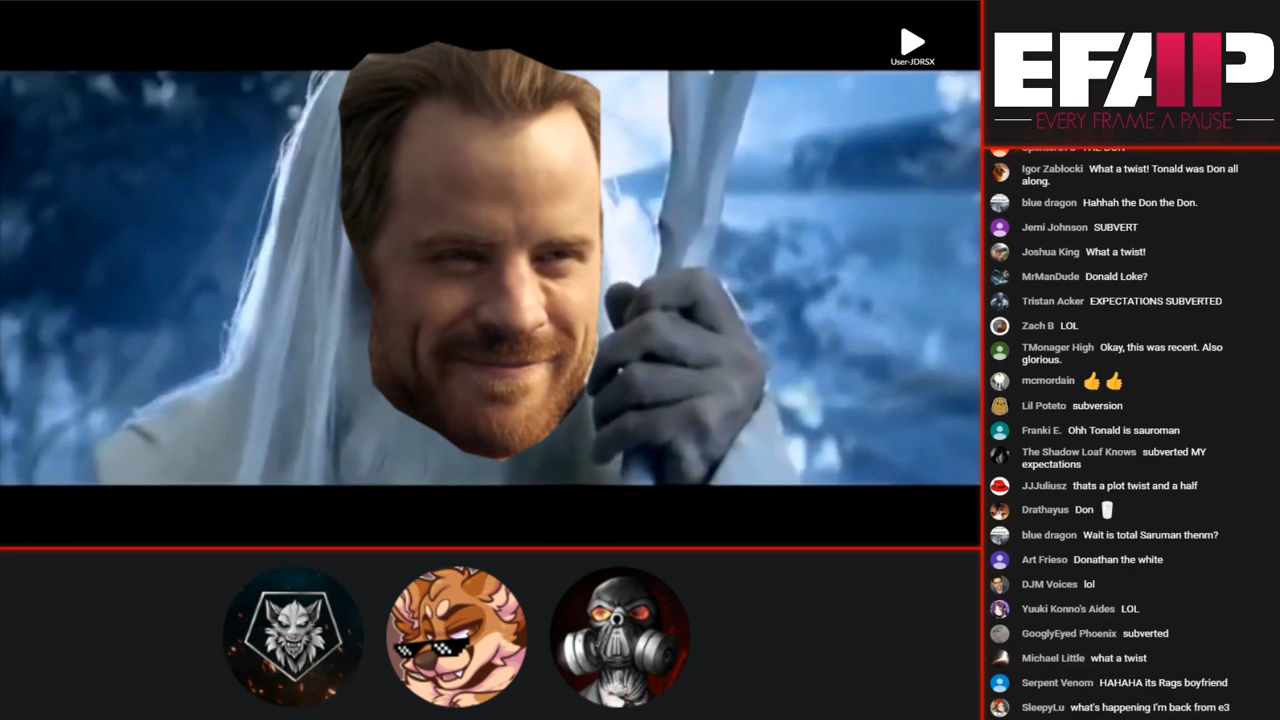 User-JDRSX
EFAP
EVERY FRAME A PAUSE
Igor Zabłocki What a twist! Tonald was Don all
along.
blue dragon Hahhah the Don the Don.
Jemi Johnson SUBVERT
Joshua King What a twist!
MrManDude Donald Loke?
Tristan Acker EXPECTATIONS SUBVERTED
Zach B LOL
TMonager High Okay, this was recent. Also
glorious.
mcmordain 👍 👍
Lil Poteto subversion
Franki E. Ohh Tonald is sauroman
The Shadow Loaf Knows subverted MY
expectations
JJJuliusz thats a plot twist and a half
Drathayus Don 🥛
blue dragon Wait is total Saruman thenm?
Art Frieso Donathan the white
DJM Voices lol
Yuuki Konno's Aides LOL
GooglyEyed Phoenix subverted
Michael Little what a twist
Serpent Venom HAHAHA its Rags boyfriend
SleepyLu what's happening I'm back from e3